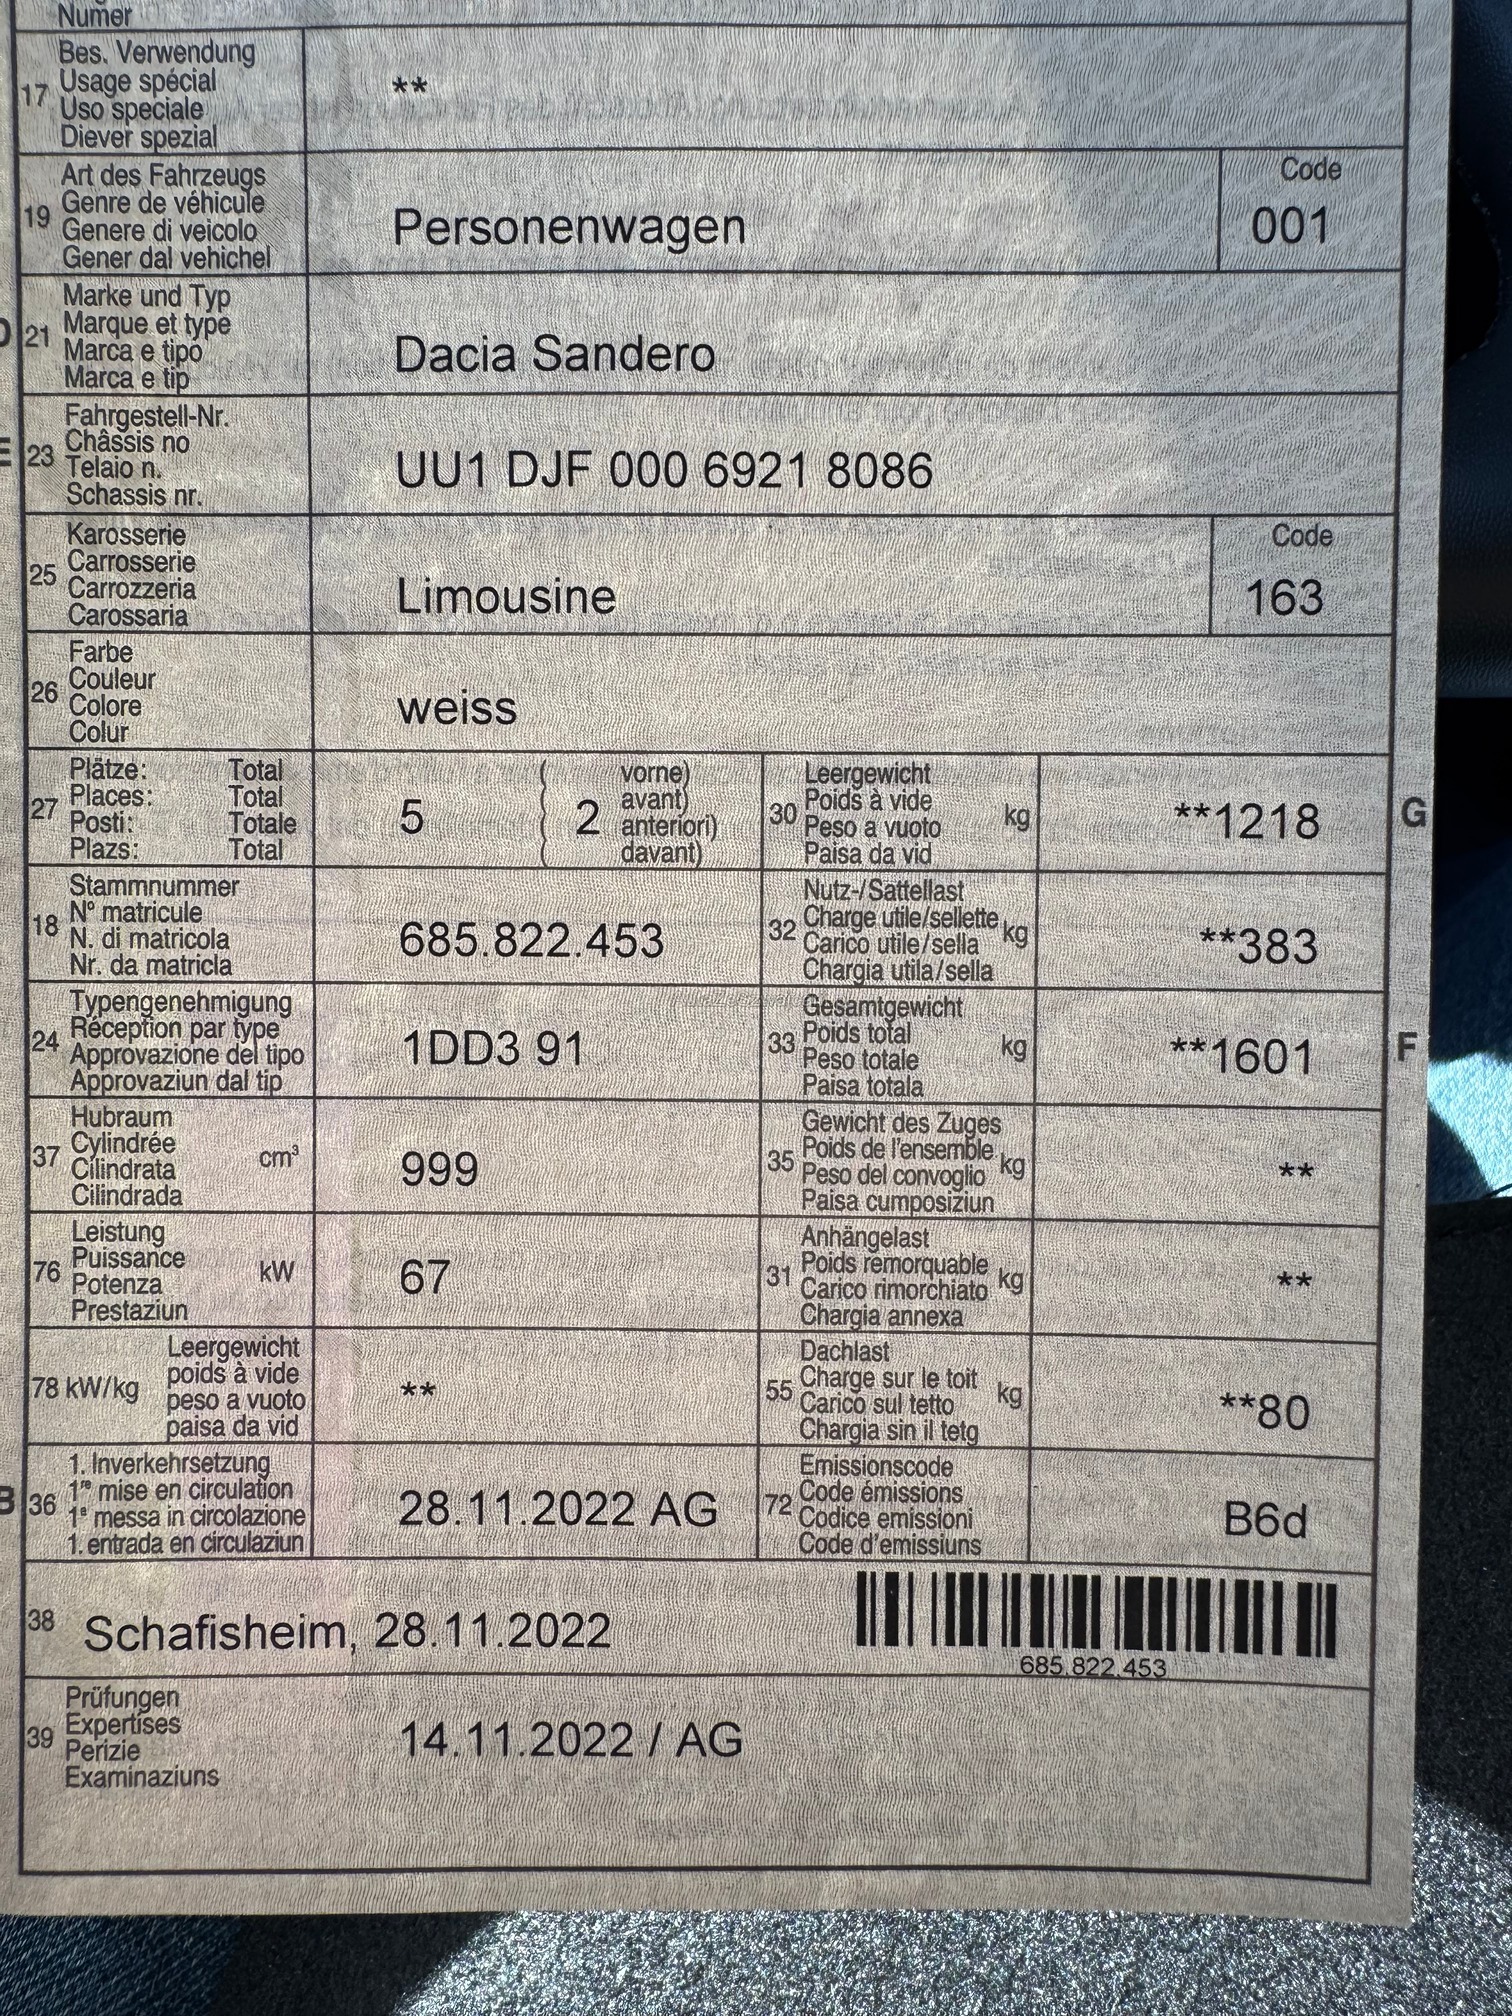 Numer
17 Bes. Verwendung
Usage spécial
Uso speciale
Diever spezial
**
19 Art des Fahrzeugs
Genre de véhicule
Genere di veicolo
Gener dal vehichel
Personenwagen
Code
001
D 21 Marke und Typ
Marque et type
Marca e tipo
Marca e tip
Dacia Sandero
E 23 Fahrgestell-Nr.
Châssis no
Telaio n.
Schassis nr.
UU1 DJF 000 6921 8086
25 Karosserie
Carrosserie
Carrozzeria
Carossaria
Limousine
Code
163
26 Farbe
Couleur
Colore
Colur
weiss
27 Plätze: Total
Places: Total
Posti: Totale
Plazs: Total
5 ( 2 vorne)
( avant)
( anteriori)
( davant)
30 Leergewicht
Poids à vide
Peso a vuoto
Paisa da vid
kg
**1218
G
18 Stammnummer
N° matricule
N. di matricola
Nr. da matricla
685.822.453
32 Nutz-/Sattellast
Charge utile/sellette
Carico utile/sella
Chargia utila/sella
kg
**383
24 Typengenehmigung
Réception par type
Approvazione del tipo
Approvaziun dal tip
1DD3 91
33 Gesamtgewicht
Poids total
Peso totale
Paisa totala
kg
**1601
F
37 Hubraum
Cylindrée
Cilindrata
Cilindrada
cm³
999
35 Gewicht des Zuges
Poids de l'ensemble
Peso del convoglio
Paisa cumposiziun
kg
**
76 Leistung
Puissance
Potenza
Prestaziun
kW
67
31 Anhängelast
Poids remorquable
Carico rimorchiato
Chargia annexa
kg
**
78 kW/kg Leergewicht
poids à vide
peso a vuoto
paisa da vid
**
55 Dachlast
Charge sur le toit
Carico sul tetto
Chargia sin il tetg
kg
**80
B 36 1. Inverkehrsetzung
1re mise en circulation
1a messa in circolazione
1. entrada en circulaziun
28.11.2022 AG
72 Emissionscode
Code émissions
Codice emissioni
Code d'emissiuns
B6d
38 Schafisheim, 28.11.2022
685.822.453
39 Prüfungen
Expertises
Perizie
Examinaziuns
14.11.2022 / AG